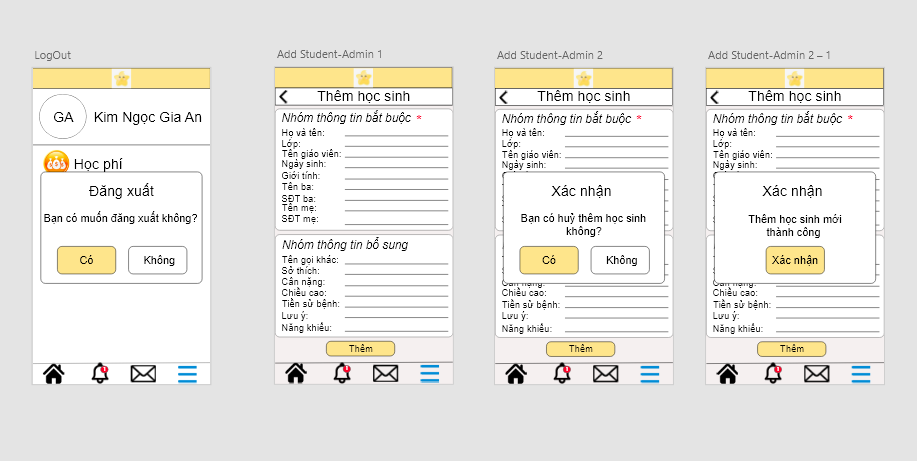 LogOut
GA
Kim Ngọc Gia An
Học phí
Đăng xuất
Bạn có muốn đăng xuất không?
Có
Không
1
Add Student-Admin 1
Thêm học sinh
Nhóm thông tin bắt buộc *
Họ và tên:
Lớp:
Tên giáo viên:
Ngày sinh:
Giới tính:
Tên ba:
SĐT ba:
Tên mẹ:
SĐT mẹ:
Nhóm thông tin bổ sung
Tên gọi khác:
Sở thích:
Cân nặng:
Chiều cao:
Tiền sử bệnh:
Lưu ý:
Năng khiếu:
Thêm
1
Add Student-Admin 2
Thêm học sinh
Nhóm thông tin bắt buộc *
Họ và tên:
Lớp:
Tên giáo viên:
Ngày sinh:
Xác nhận
Bạn có huỷ thêm học sinh
không?
Có
Không
Chiều cao:
Tiền sử bệnh:
Lưu ý:
Năng khiếu:
Thêm
1
Add Student-Admin 2 – 1
Thêm học sinh
Nhóm thông tin bắt buộc *
Họ và tên:
Lớp:
Tên giáo viên:
Ngày sinh:
Xác nhận
Thêm học sinh mới
thành công
Xác nhận
Chiều cao:
Tiền sử bệnh:
Lưu ý:
Năng khiếu:
Thêm
1